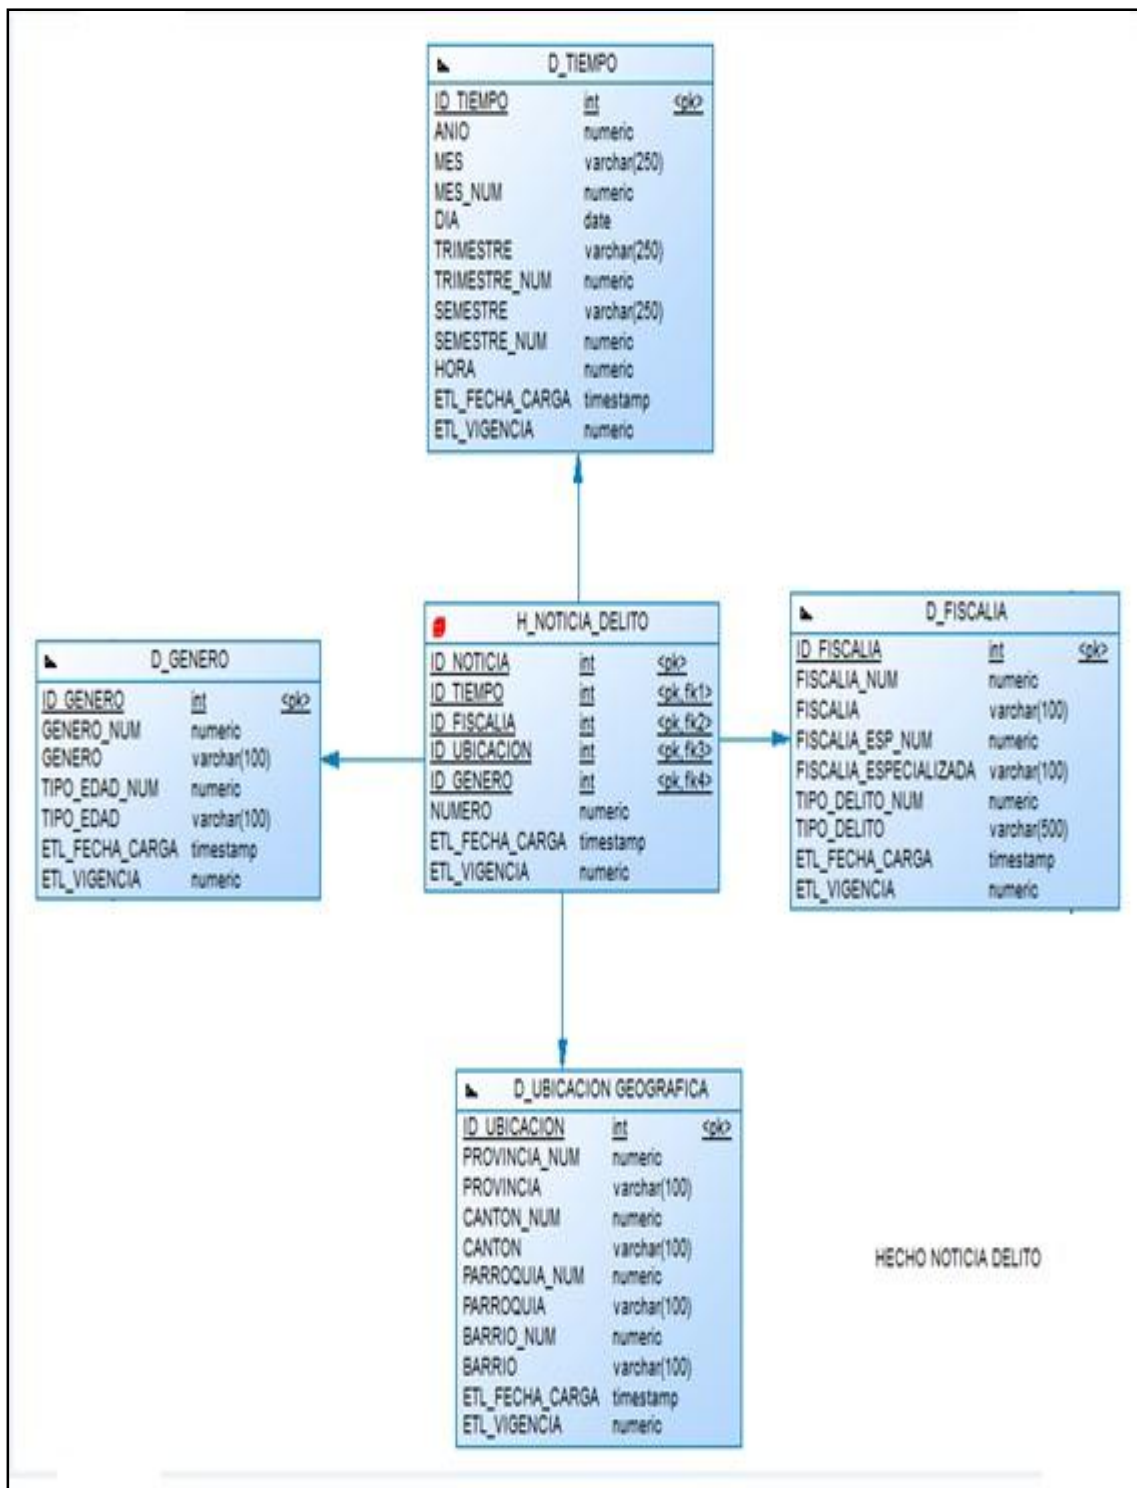 D_TIEMPO
ID_TIEMPO int <pk>
ANIO numeric
MES varchar(250)
MES_NUM numeric
DIA date
TRIMESTRE varchar(250)
TRIMESTRE_NUM numeric
SEMESTRE varchar(250)
SEMESTRE_NUM numeric
HORA numeric
ETL_FECHA_CARGA timestamp
ETL_VIGENCIA numeric
D_GENERO
ID_GENERO int <pk>
GENERO_NUM numeric
GENERO varchar(100)
TIPO_EDAD_NUM numeric
TIPO_EDAD varchar(100)
ETL_FECHA_CARGA timestamp
ETL_VIGENCIA numeric
H_NOTICIA_DELITO
ID_NOTICIA int <pk>
ID_TIEMPO int <pk,fk1>
ID_FISCALIA int <pk,fk2>
ID_UBICACION int <pk,fk3>
ID_GENERO int <pk,fk4>
NUMERO numeric
ETL_FECHA_CARGA timestamp
ETL_VIGENCIA numeric
D_FISCALIA
ID_FISCALIA int <pk>
FISCALIA_NUM numeric
FISCALIA varchar(100)
FISCALIA_ESP_NUM numeric
FISCALIA_ESPECIALIZADA varchar(100)
TIPO_DELITO_NUM numeric
TIPO_DELITO varchar(500)
ETL_FECHA_CARGA timestamp
ETL_VIGENCIA numeric
D_UBICACION GEOGRAFICA
ID_UBICACION int <pk>
PROVINCIA_NUM numeric
PROVINCIA varchar(100)
CANTON_NUM numeric
CANTON varchar(100)
PARROQUIA_NUM numeric
PARROQUIA varchar(100)
BARRIO_NUM numeric
BARRIO varchar(100)
ETL_FECHA_CARGA timestamp
ETL_VIGENCIA numeric
HECHO NOTICIA DELITO